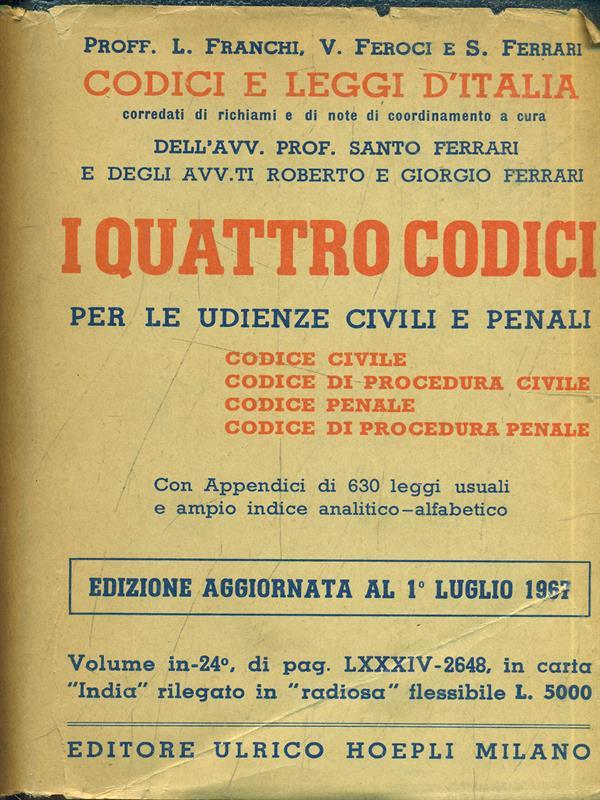 PROFF. L. FRANCHI, V. FEROCI E S. FERRARI
CODICI E LEGGI D'ITALIA
corredati di richiami e di note di coordinamento a cura
DELL'AVV. PROF. SANTO FERRARI
E DEGLI AVV.TI ROBERTO E GIORGIO FERRARI
I QUATTRO CODICI
PER LE UDIENZE CIVILI E PENALI
CODICE CIVILE
CODICE DI PROCEDURA CIVILE
CODICE PENALE
CODICE DI PROCEDURA PENALE
Con Appendici di 630 leggi usuali
e ampio indice analitico-alfabetico
EDIZIONE AGGIORNATA AL 1° LUGLIO 1967
Volume in-24°, di pag. LXXXIV-2648, in carta
"India" rilegato in "radiosa" flessibile L. 5000
EDITORE ULRICO HOEPLI MILANO